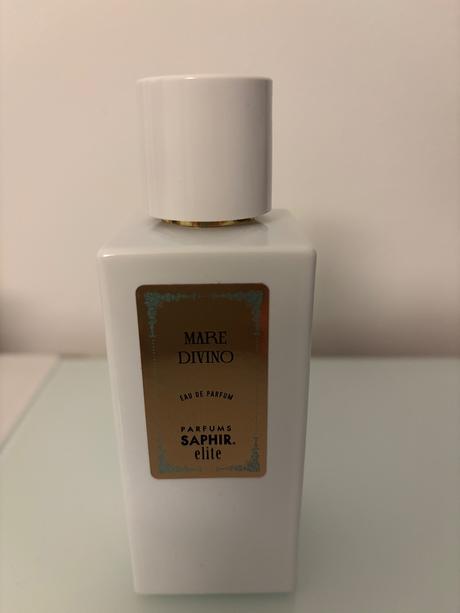 MARE
DIVINO
EAU DE PARFUM
PARFUMS
SAPHIR.
elite